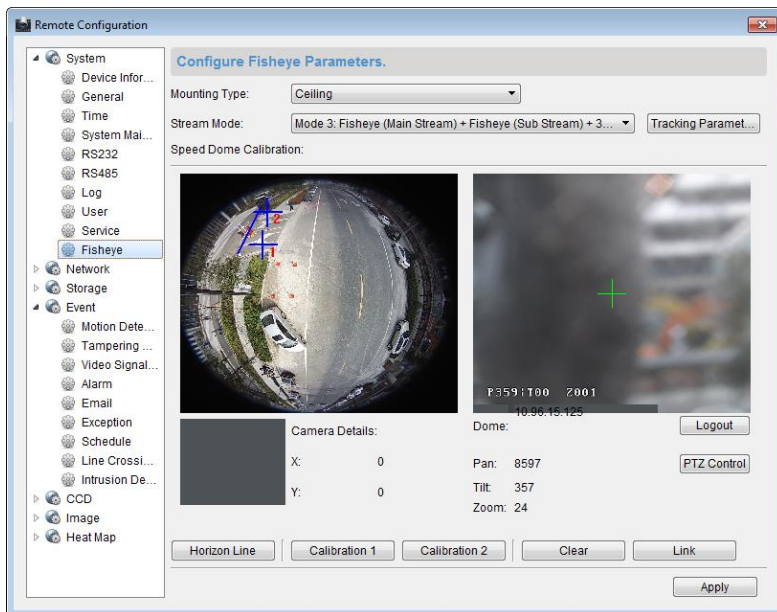 Remote Configuration
System
Device Infor...
General
Time
System Mai...
RS232
RS485
Log
User
Service
Fisheye
Network
Storage
Event
Motion Dete...
Tampering ...
Video Signal...
Alarm
Email
Exception
Schedule
Line Crossi...
Intrusion De...
CCD
Image
Heat Map
Configure Fisheye Parameters.
Mounting Type: Ceiling
Stream Mode: Mode 3: Fisheye (Main Stream) + Fisheye (Sub Stream) + 3... Tracking Paramet...
Speed Dome Calibration:
2
1
P359:T00 Z001
10.96.15.125
Camera Details:
X: 0
Y: 0
Dome: Logout
Pan: 8597 PTZ Control
Tilt: 357
Zoom: 24
Horizon Line Calibration 1 Calibration 2 Clear Link
Apply